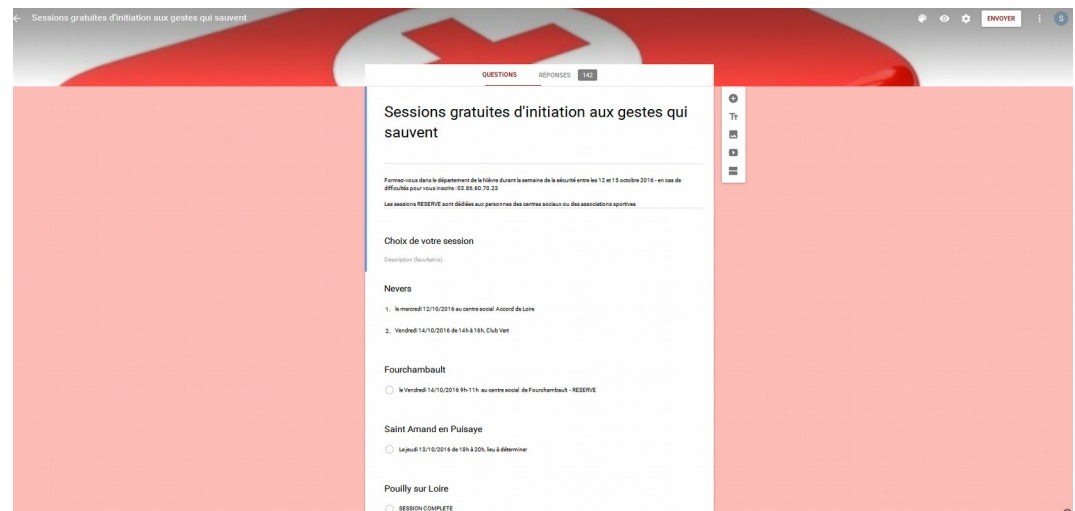 Sessions gratuites d'initiation aux gestes qui sauvent
ENVOYER
S
QUESTIONS RÉPONSES 142
Sessions gratuites d'initiation aux gestes qui
sauvent
Formez-vous dans le département de la Nièvre durant la semaine de la sécurité entre les 12 et 15 octobre 2016 - en cas de
difficultés pour vous inscrire : 03.86.60.70.23
Les sessions RESERVE sont dédiées aux personnes des centres sociaux ou des associations sportives
Choix de votre session
Description (facultative)
Nevers
1. le mercredi 12/10/2016 au centre social Accord de Loire
2. Vendredi 14/10/2016 de 14h à 16h, Club Vert
Fourchambault
le Vendredi 14/10/2016 9h-11h au centre social de Fourchambault - RESERVE
Saint Amand en Puisaye
Le jeudi 13/10/2016 de 18h à 20h, lieu à déterminer
Pouilly sur Loire
SESSION COMPLETE